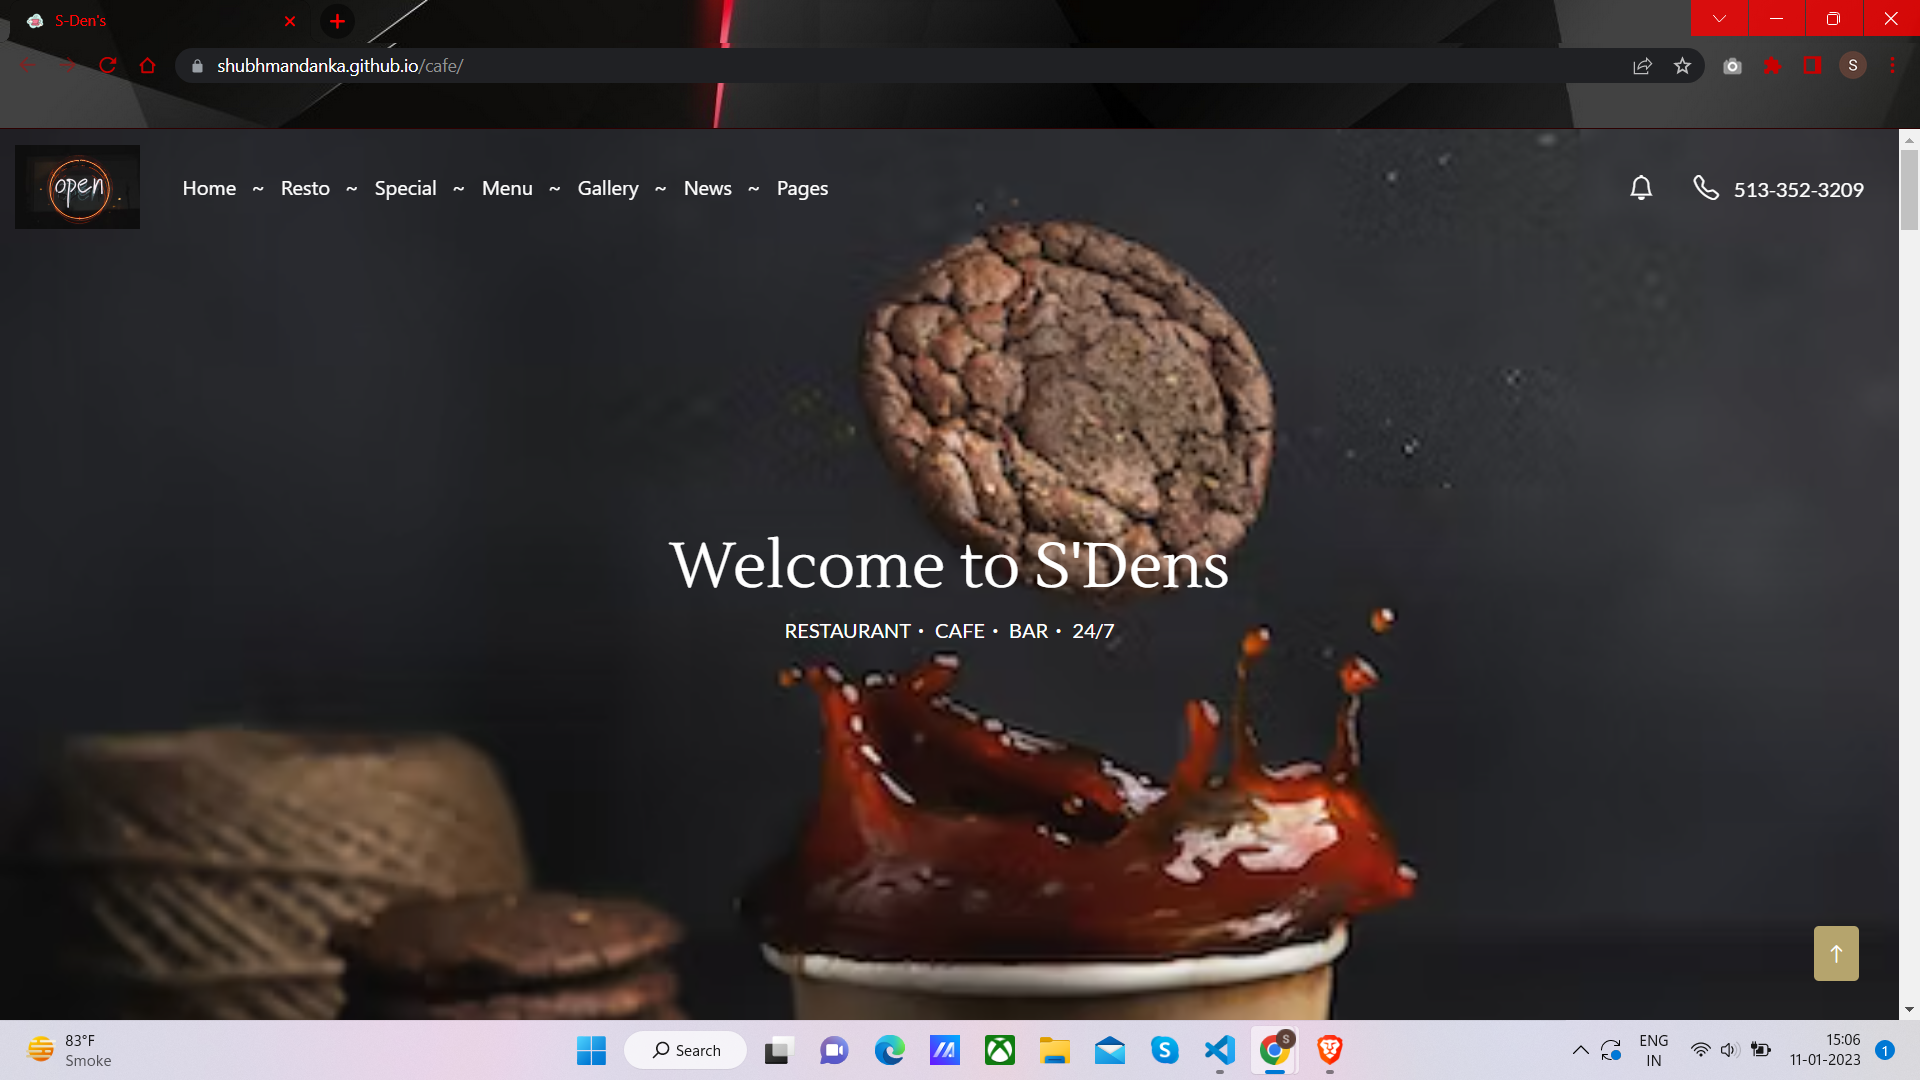 S-Den's
shubhmandanka.github.io/cafe/
S
open
Home ~ Resto ~ Special ~ Menu ~ Gallery ~ News ~ Pages
513-352-3209
Welcome to S'Dens
RESTAURANT • CAFE • BAR • 24/7
83°F
Smoke
Search
S
S
ENG
IN
15:06
11-01-2023
1